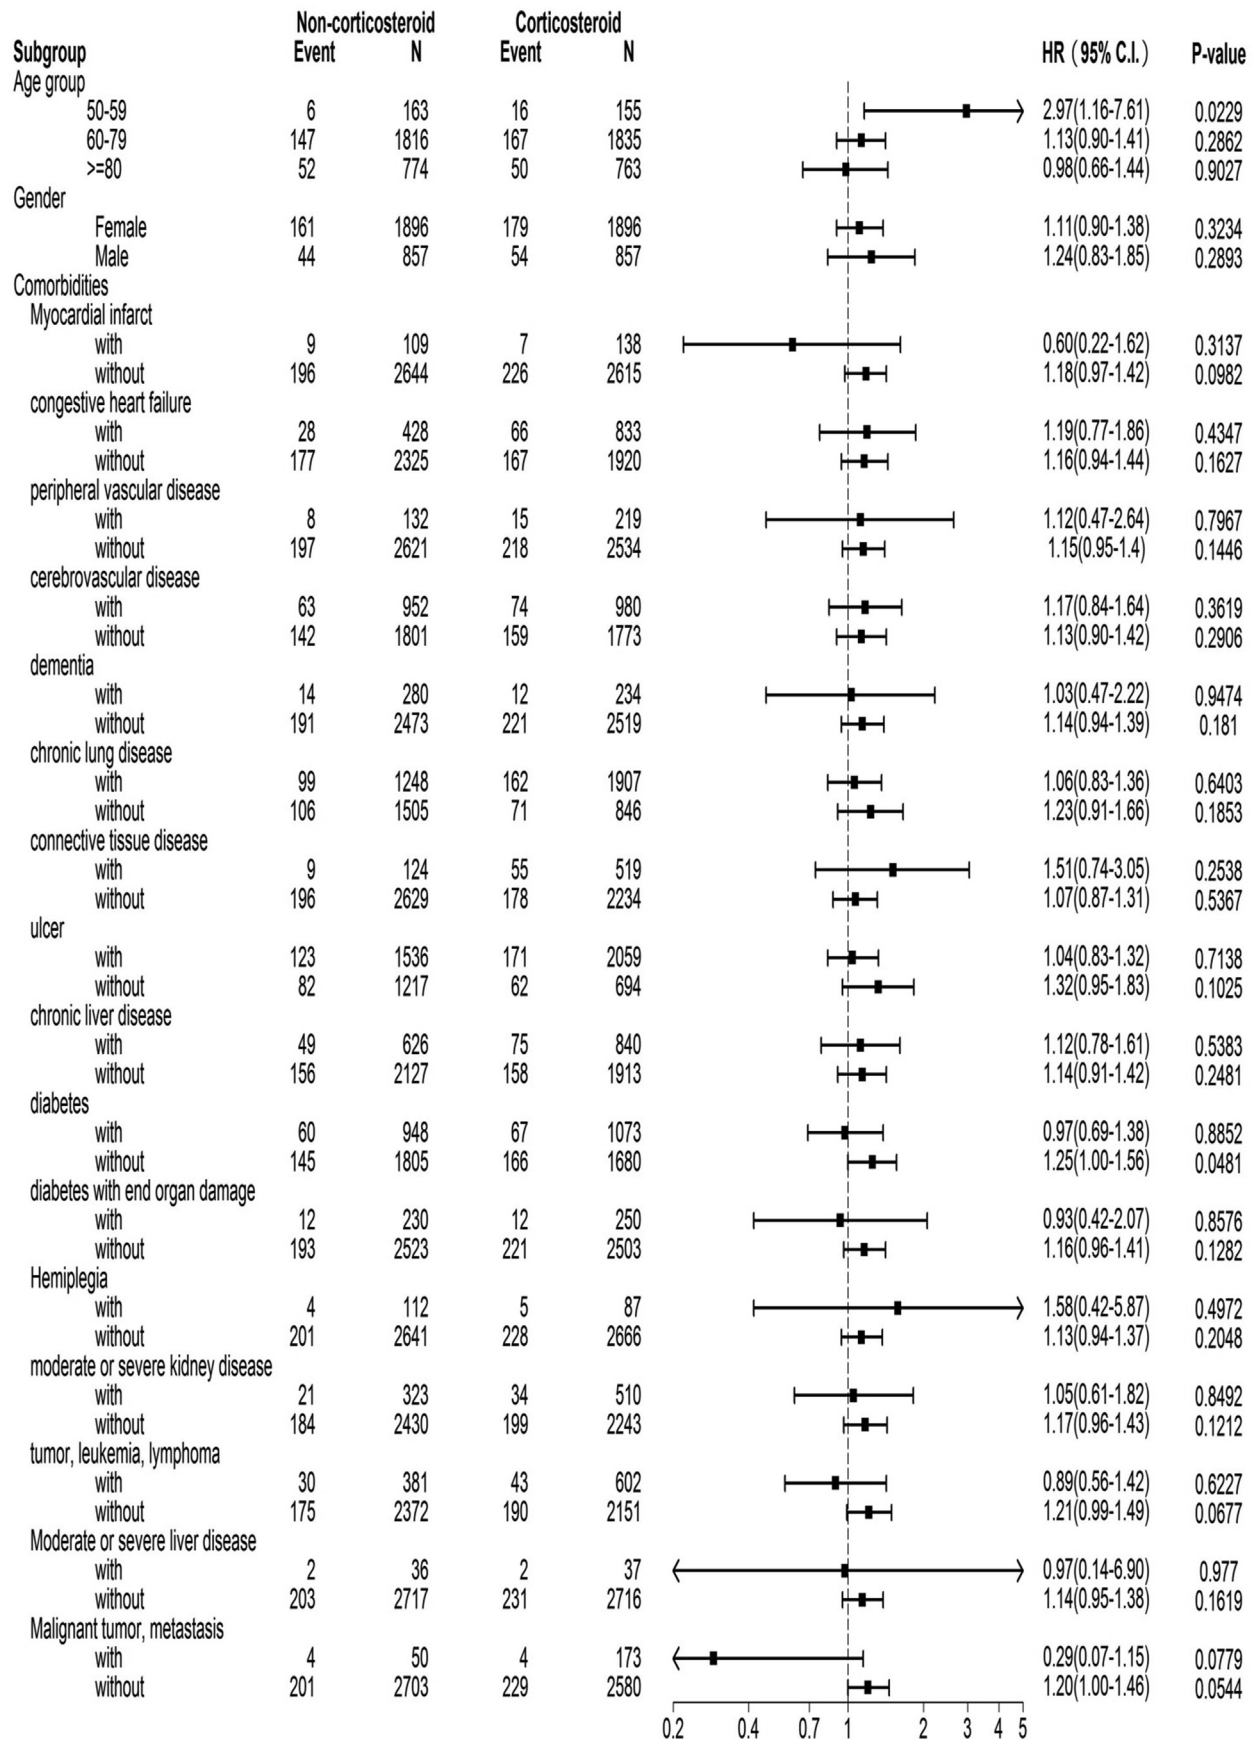 Non-corticosteroid Corticosteroid
Subgroup Event N Event N HR (95% C.I.) P-value
Age group
50-59 6 163 16 155 2.97(1.16-7.61) 0.0229
60-79 147 1816 167 1835 1.13(0.90-1.41) 0.2862
>=80 52 774 50 763 0.98(0.66-1.44) 0.9027
Gender
Female 161 1896 179 1896 1.11(0.90-1.38) 0.3234
Male 44 857 54 857 1.24(0.83-1.85) 0.2893
Comorbidities
Myocardial infarct
with 9 109 7 138 0.60(0.22-1.62) 0.3137
without 196 2644 226 2615 1.18(0.97-1.42) 0.0982
congestive heart failure
with 28 428 66 833 1.19(0.77-1.86) 0.4347
without 177 2325 167 1920 1.16(0.94-1.44) 0.1627
peripheral vascular disease
with 8 132 15 219 1.12(0.47-2.64) 0.7967
without 197 2621 218 2534 1.15(0.95-1.4) 0.1446
cerebrovascular disease
with 63 952 74 980 1.17(0.84-1.64) 0.3619
without 142 1801 159 1773 1.13(0.90-1.42) 0.2906
dementia
with 14 280 12 234 1.03(0.47-2.22) 0.9474
without 191 2473 221 2519 1.14(0.94-1.39) 0.181
chronic lung disease
with 99 1248 162 1907 1.06(0.83-1.36) 0.6403
without 106 1505 71 846 1.23(0.91-1.66) 0.1853
connective tissue disease
with 9 124 55 519 1.51(0.74-3.05) 0.2538
without 196 2629 178 2234 1.07(0.87-1.31) 0.5367
ulcer
with 123 1536 171 2059 1.04(0.83-1.32) 0.7138
without 82 1217 62 694 1.32(0.95-1.83) 0.1025
chronic liver disease
with 49 626 75 840 1.12(0.78-1.61) 0.5383
without 156 2127 158 1913 1.14(0.91-1.42) 0.2481
diabetes
with 60 948 67 1073 0.97(0.69-1.38) 0.8852
without 145 1805 166 1680 1.25(1.00-1.56) 0.0481
diabetes with end organ damage
with 12 230 12 250 0.93(0.42-2.07) 0.8576
without 193 2523 221 2503 1.16(0.96-1.41) 0.1282
Hemiplegia
with 4 112 5 87 1.58(0.42-5.87) 0.4972
without 201 2641 228 2666 1.13(0.94-1.37) 0.2048
moderate or severe kidney disease
with 21 323 34 510 1.05(0.61-1.82) 0.8492
without 184 2430 199 2243 1.17(0.96-1.43) 0.1212
tumor, leukemia, lymphoma
with 30 381 43 602 0.89(0.56-1.42) 0.6227
without 175 2372 190 2151 1.21(0.99-1.49) 0.0677
Moderate or severe liver disease
with 2 36 2 37 0.97(0.14-6.90) 0.977
without 203 2717 231 2716 1.14(0.95-1.38) 0.1619
Malignant tumor, metastasis
with 4 50 4 173 0.29(0.07-1.15) 0.0779
without 201 2703 229 2580 1.20(1.00-1.46) 0.0544
0.2 0.4 0.7 1 2 3 4 5